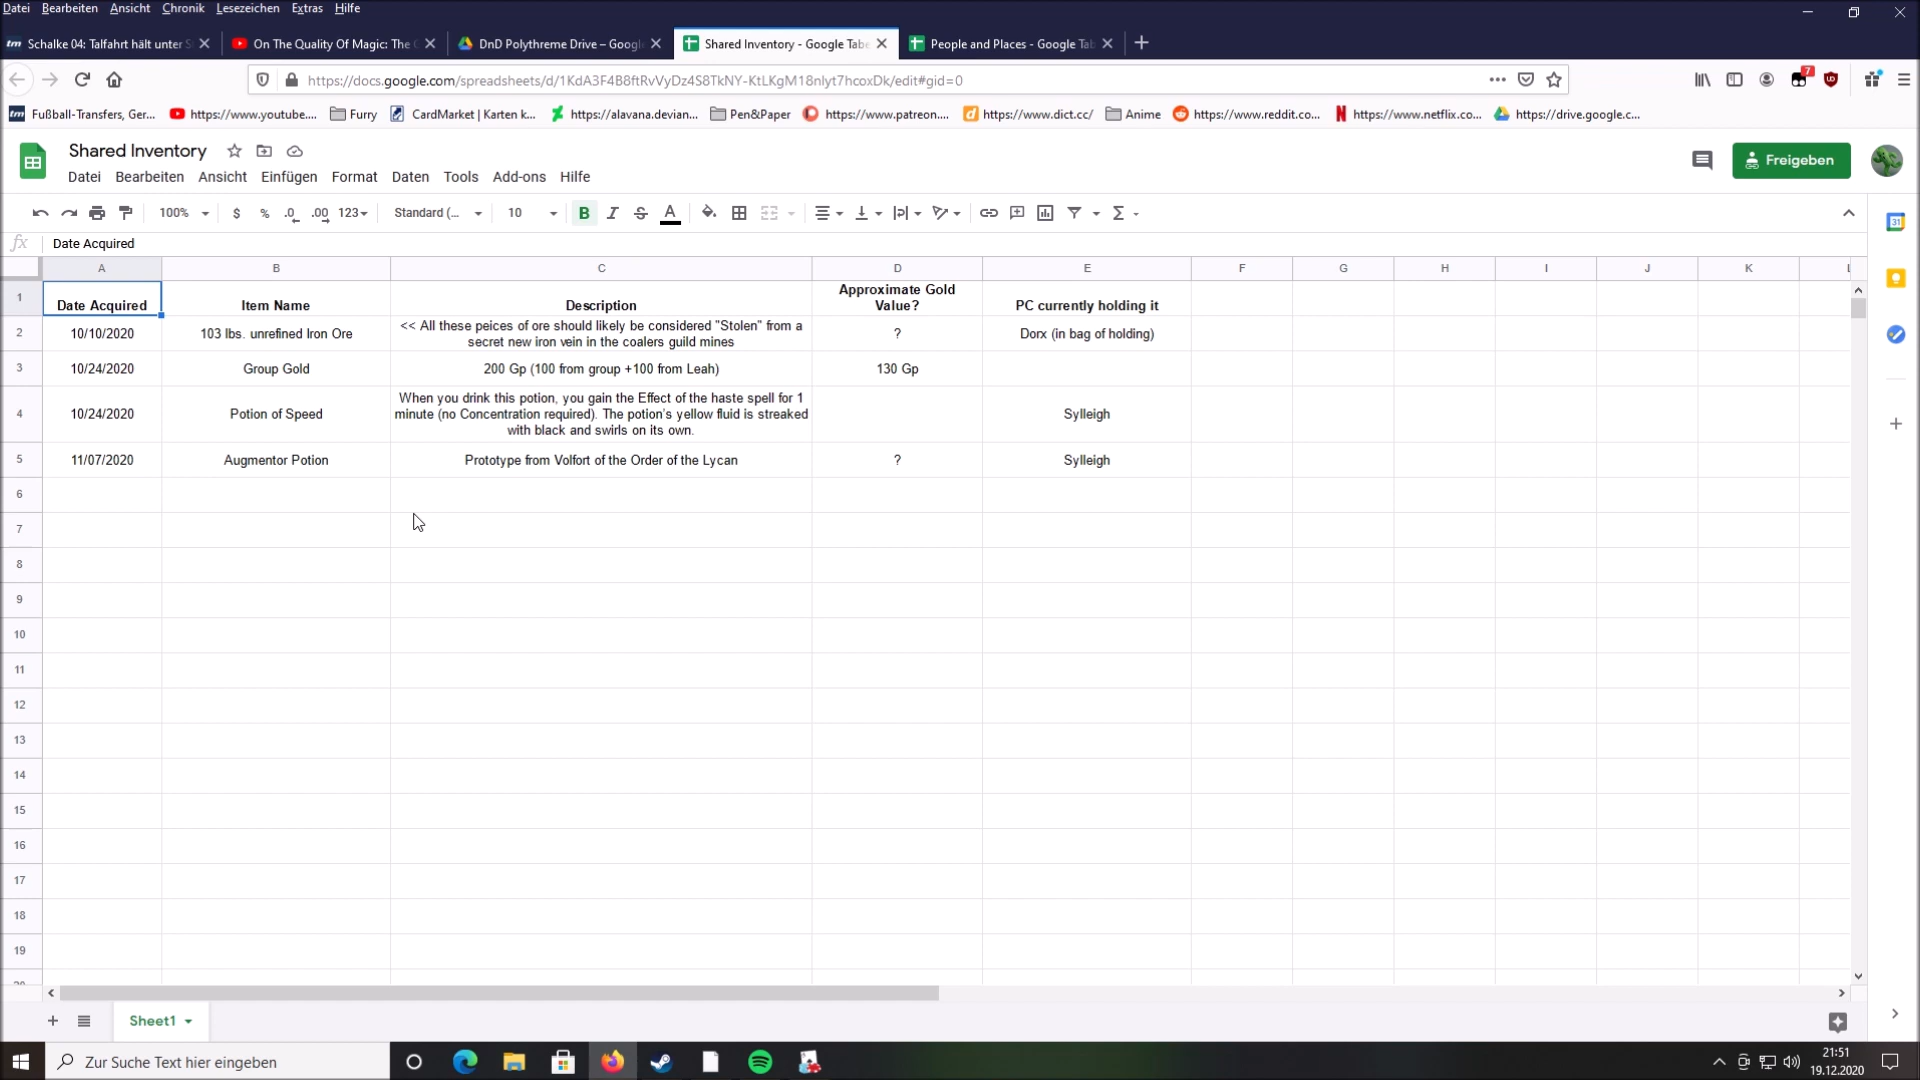 Datei Bearbeiten Ansicht Chronik Lesezeichen Extras Hilfe
tm Schalke 04: Talfahrt hält unter S
On The Quality Of Magic: The
DnD Polythreme Drive – Googl
Shared Inventory - Google Tabe
People and Places - Google Tab
https://docs.google.com/spreadsheets/d/1KdA3F4B8ftRvVyDz4S8TkNY-KtLKgM18nlyt7hcoxDk/edit#gid=0
7
tm Fußball-Transfers, Ger... https://www.youtube.... Furry CardMarket | Karten k... https://alavana.devian... Pen&Paper https://www.patreon.... d https://www.dict.cc/ Anime https://www.reddit.co... N https://www.netflix.co... https://drive.google.c...
Shared Inventory
Freigeben
Datei Bearbeiten Ansicht Einfügen Format Daten Tools Add-ons Hilfe
100% $ % .0 .00 123 Standard (... 10 B I S A Σ
31
fx Date Acquired
A B C D E F G H I J K L
1 Date Acquired Item Name Description Approximate Gold Value? PC currently holding it
2 10/10/2020 103 lbs. unrefined Iron Ore << All these peices of ore should likely be considered "Stolen" from a secret new iron vein in the coalers guild mines ? Dorx (in bag of holding)
3 10/24/2020 Group Gold 200 Gp (100 from group +100 from Leah) 130 Gp
4 10/24/2020 Potion of Speed When you drink this potion, you gain the Effect of the haste spell for 1 minute (no Concentration required). The potion's yellow fluid is streaked with black and swirls on its own. Sylleigh
5 11/07/2020 Augmentor Potion Prototype from Volfort of the Order of the Lycan ? Sylleigh
6
7
8
9
10
11
12
13
14
15
16
17
18
19
20
Sheet1
Zur Suche Text hier eingeben
21:51
19.12.2020